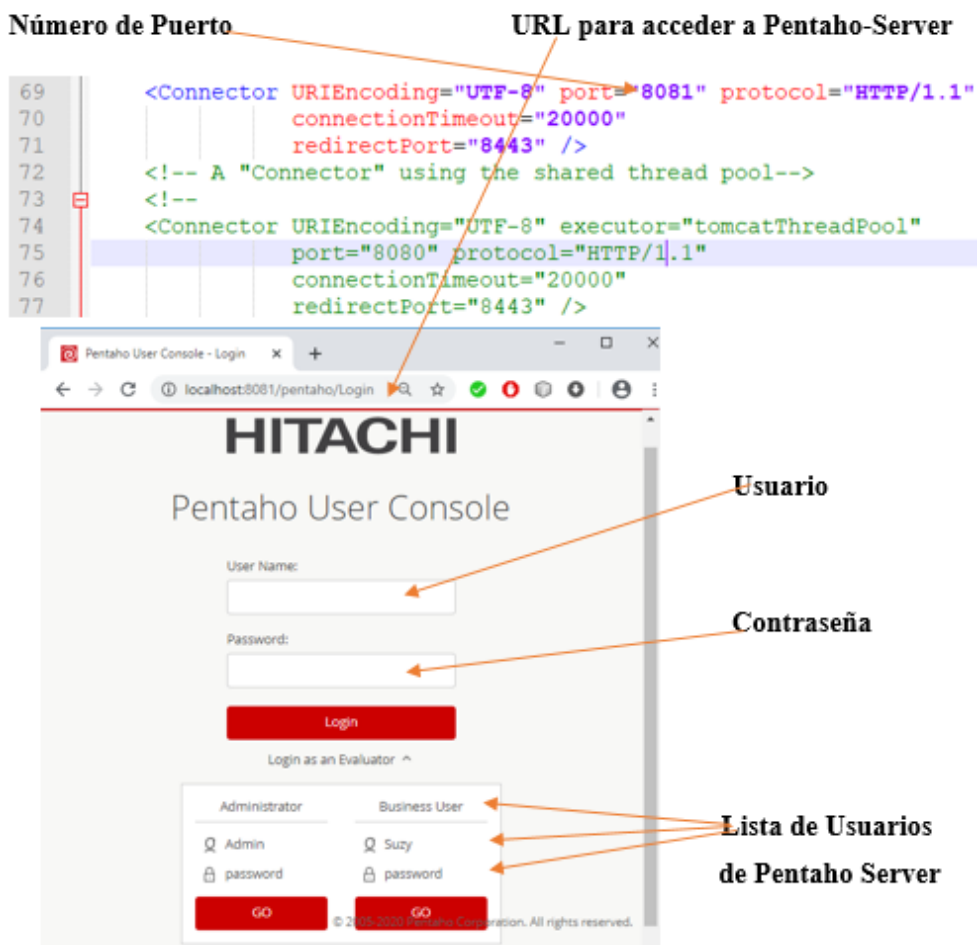 Número de Puerto
URL para acceder a Pentaho-Server
69 <Connector URIEncoding="UTF-8" port="8081" protocol="HTTP/1.1"
70 connectionTimeout="20000"
71 redirectPort="8443" />
72 <!-- A "Connector" using the shared thread pool-->
73 <!--
74 <Connector URIEncoding="UTF-8" executor="tomcatThreadPool"
75 port="8080" protocol="HTTP/1.1"
76 connectionTimeout="20000"
77 redirectPort="8443" />
Pentaho User Console - Login
localhost:8081/pentaho/Login
HITACHI
Pentaho User Console
Usuario
User Name:
Contraseña
Password:
Login
Login as an Evaluator
Administrator Business User
Admin Suzy
password password
Lista de Usuarios
de Pentaho Server
GO GO
© 2005-2020 Pentaho Corporation. All rights reserved.